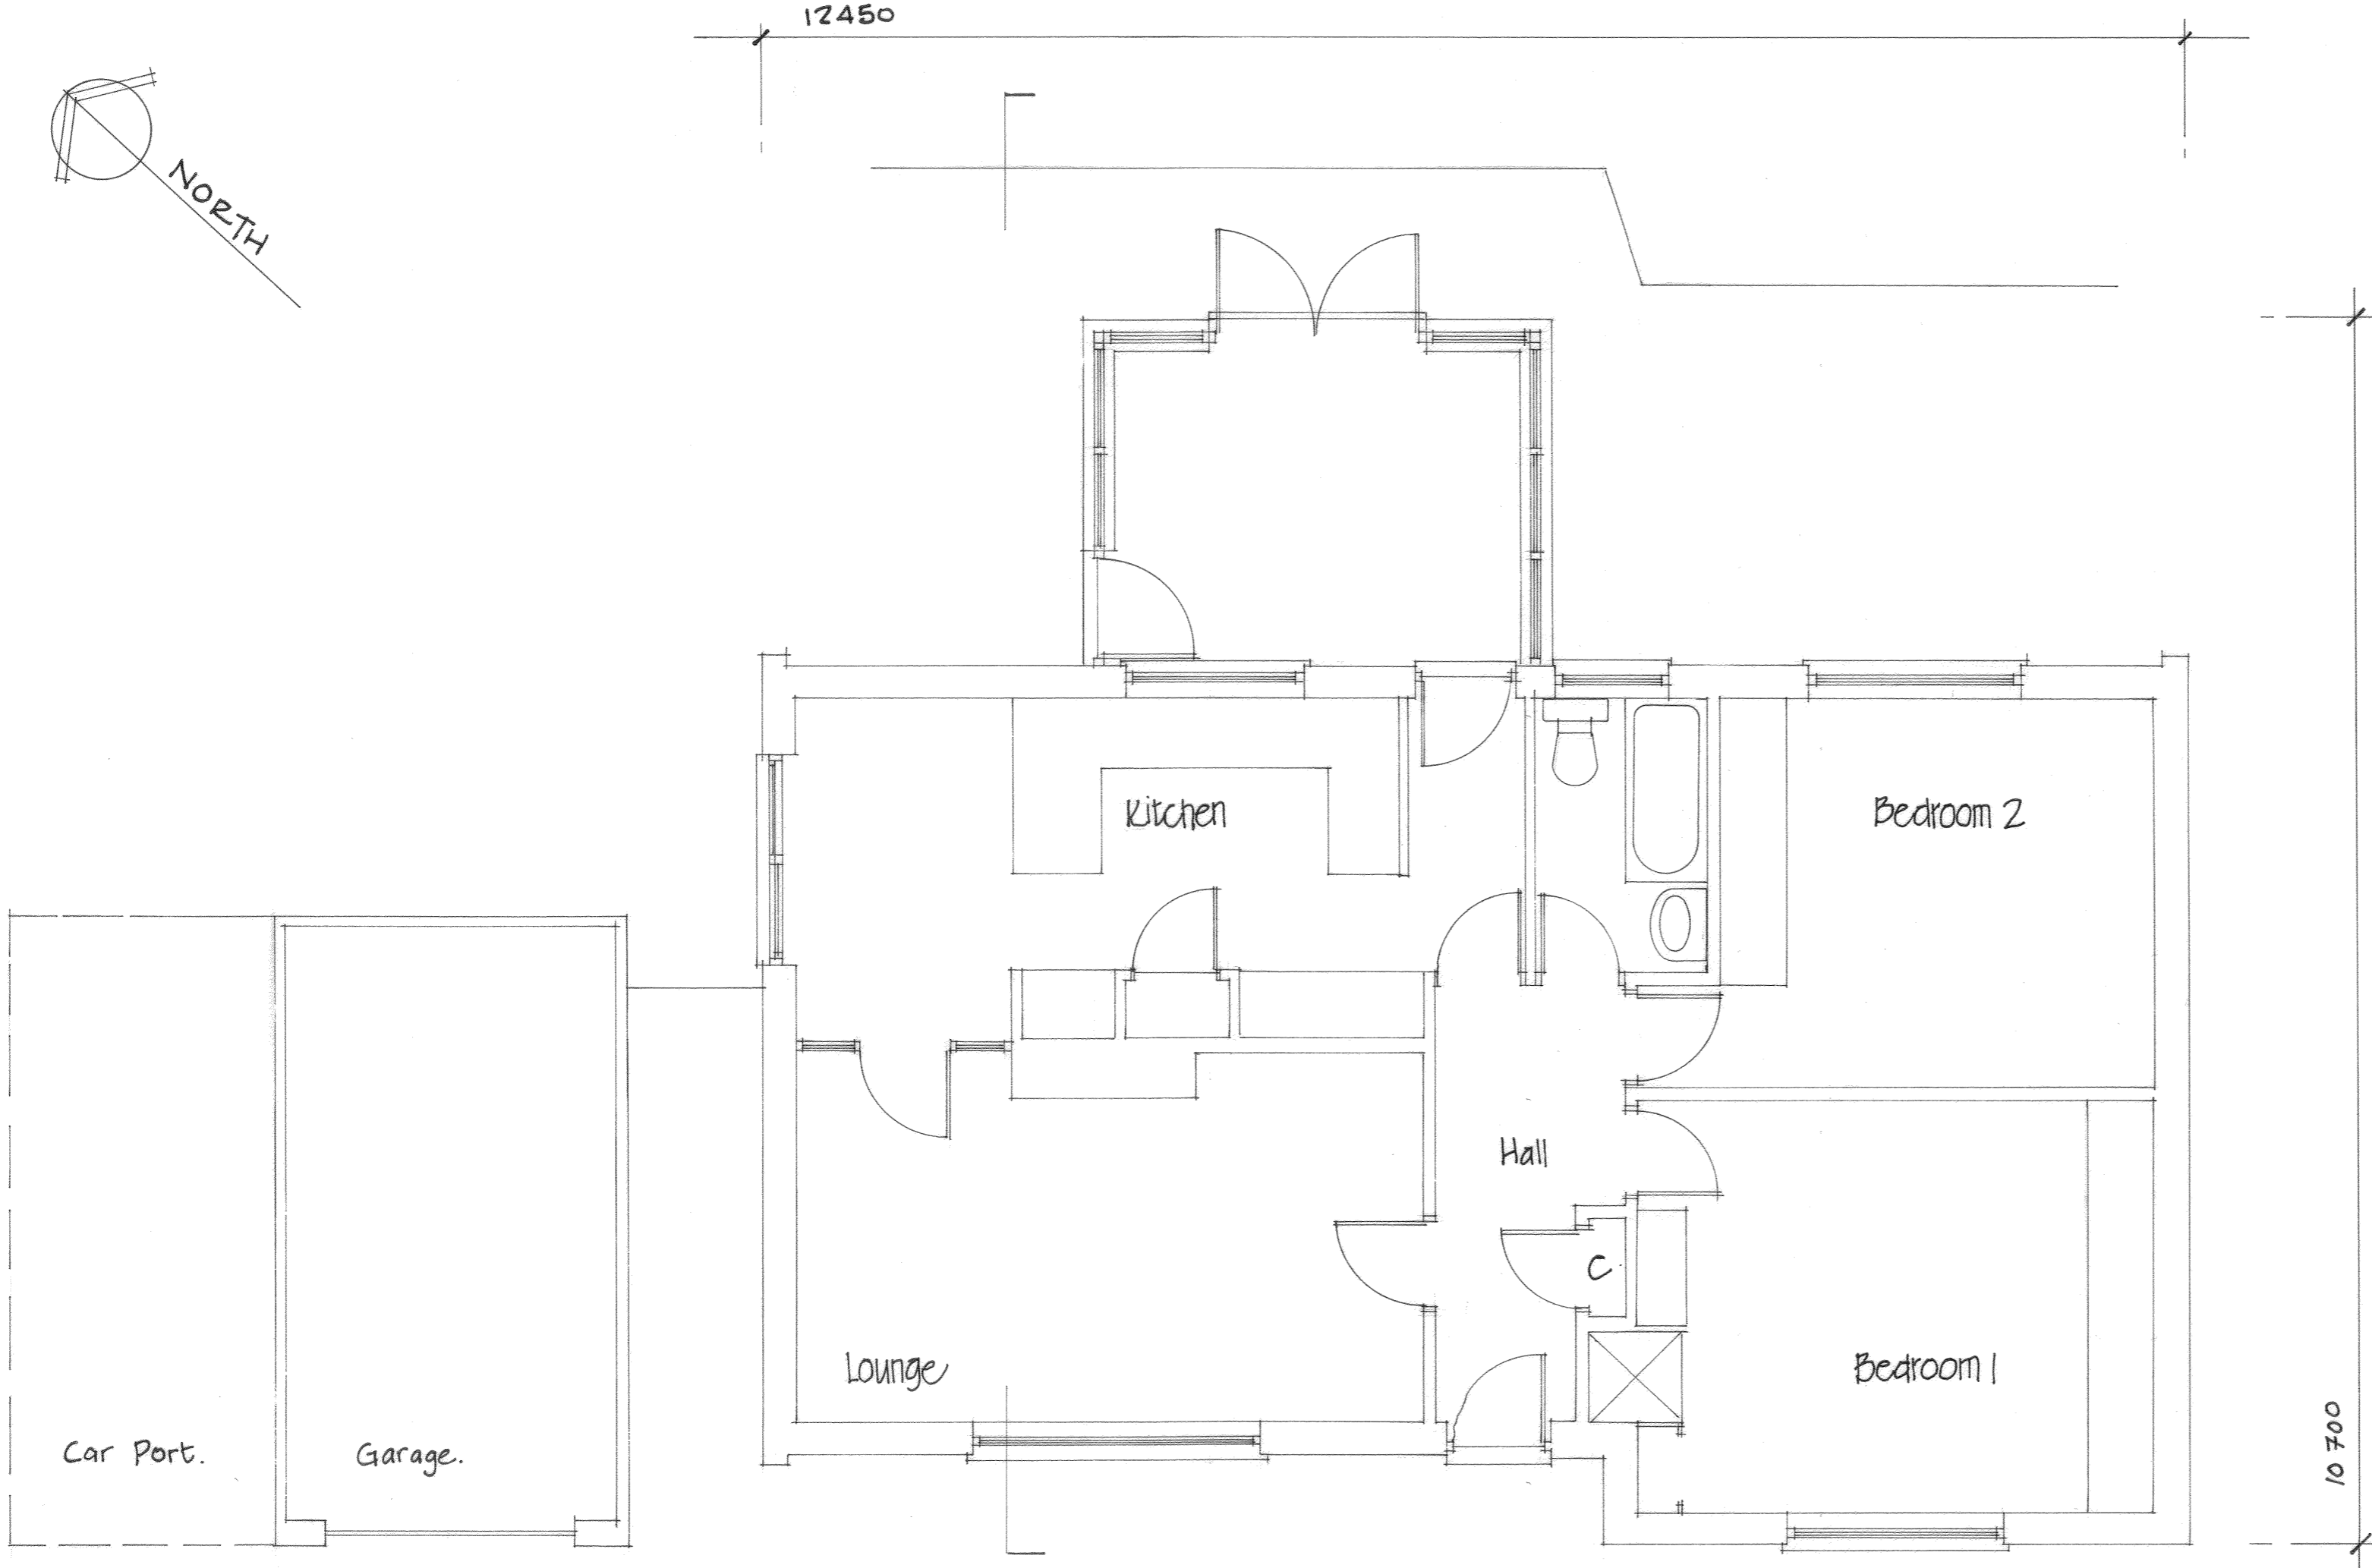 12450
NORTH
Kitchen
Bedroom 2
Hall
C
Lounge
Bedroom 1
Car Port.
Garage.
10 700